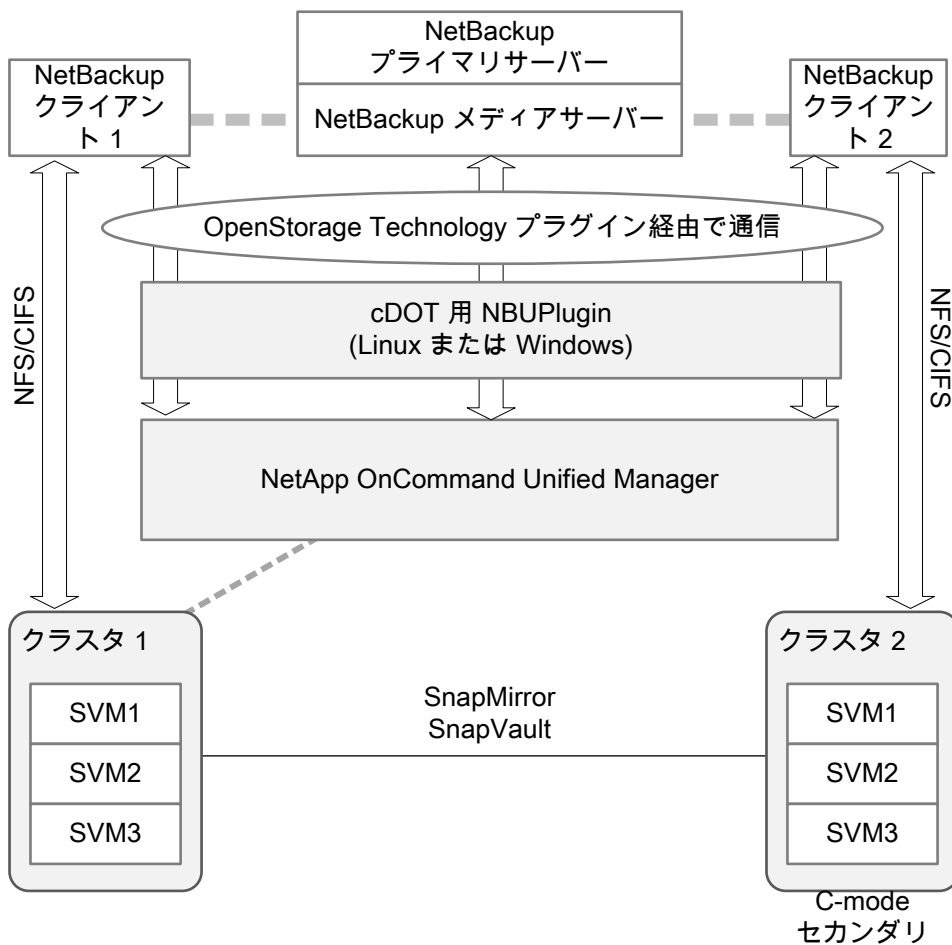 NetBackup
プライマリサーバー
NetBackup メディアサーバー
NetBackup
クライアン
ト 1
NetBackup
クライアン
ト 2
OpenStorage Technology プラグイン経由で通信
NFS/CIFS
NFS/CIFS
cDOT 用 NBUPlugin
(Linux または Windows)
NetApp OnCommand Unified Manager
クラスタ 1
SVM1
SVM2
SVM3
SnapMirror
SnapVault
クラスタ 2
SVM1
SVM2
SVM3
C-mode
セカンダリ